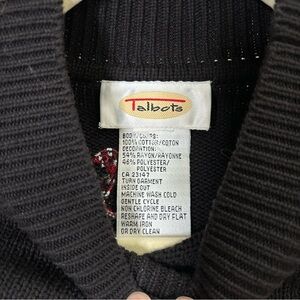 Talbots
BODY/CORPS:
100% COTTON/COTON
DECORATION:
54% RAYON/RAYONNE
46% POLYESTER/
POLYESTER
CA 23147
TURN GARMENT
INSIDE OUT
MACHINE WASH COLD
GENTLE CYCLE
NON CHLORINE BLEACH
RESHAPE AND DRY FLAT
WARM IRON
OR DRY CLEAN